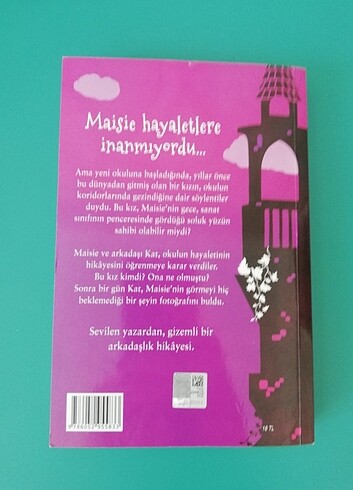 Maisie hayaletlere
inanmıyordu...
Ama yeni okuluna başladığında, yıllar önce
bu dünyadan gitmiş olan bir kızın, okulun
koridorlarında gezindiğine dair söylentiler
duydu. Bu kız, Maisie'nin gece, sanat
sınıfının penceresinde gördüğü soluk yüzün
sahibi olabilir miydi?
Maisie ve arkadaşı Kat, okulun hayaletinin
hikâyesini öğrenmeye karar verdiler.
Bu kız kimdi? Ona ne olmuştu?
Sonra bir gün Kat, Maisie'nin görmeyi hiç
beklemediği bir şeyin fotoğrafını buldu.
Sevilen yazardan, gizemli bir
arkadaşlık hikâyesi.
9786052955833
16 TL